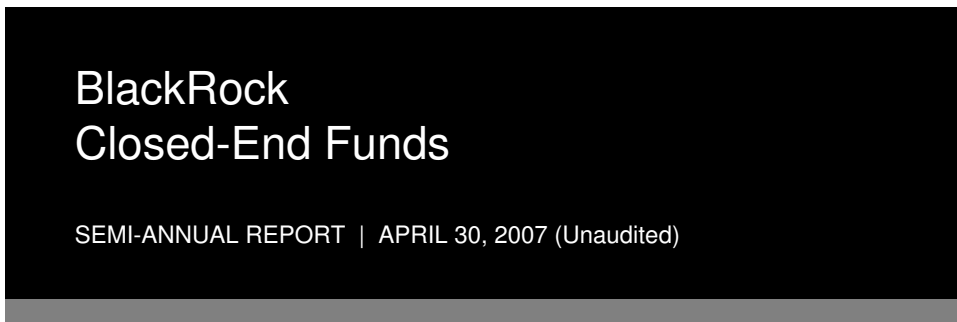 BlackRock
Closed-End Funds
SEMI-ANNUAL REPORT | APRIL 30, 2007 (Unaudited)